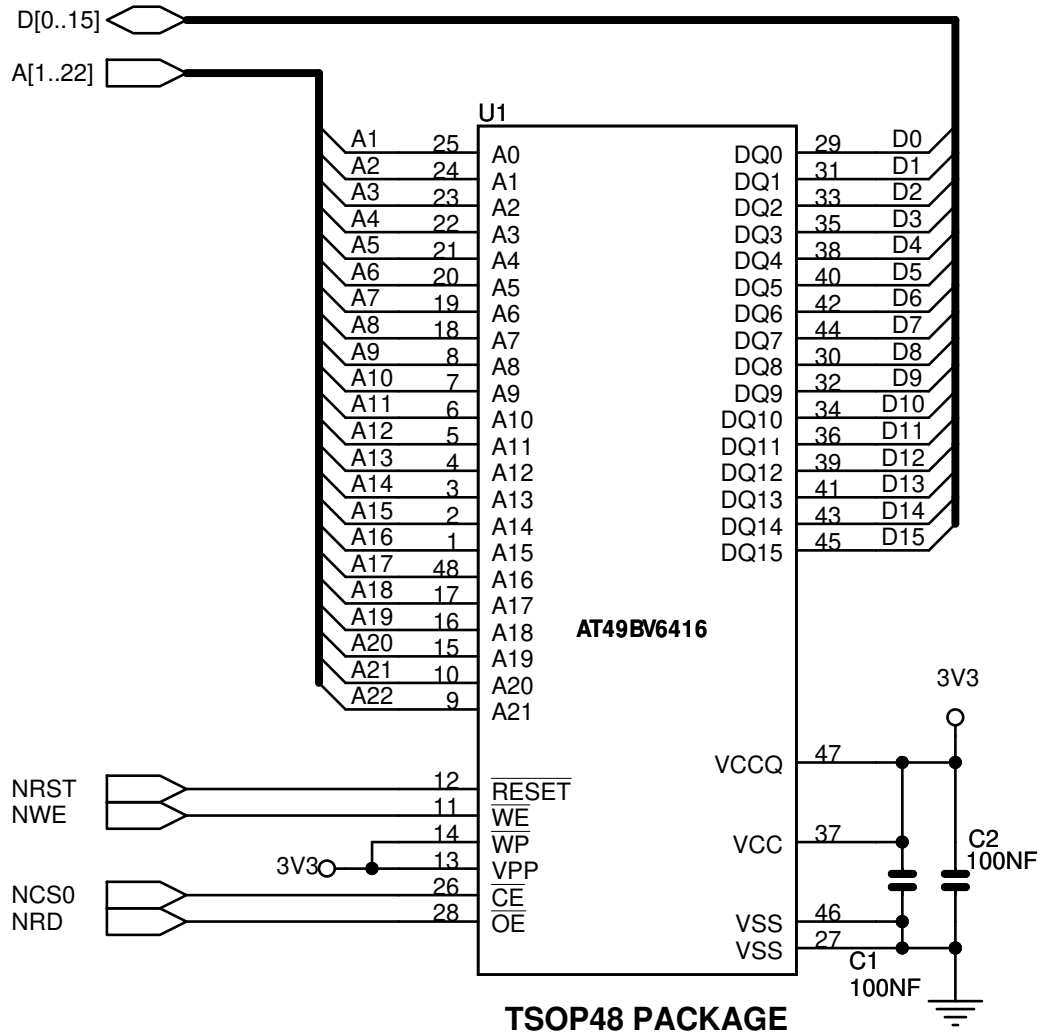 D[0..15]
A[1..22]
U1
A1 25 A0 DQ0 29 D0
A2 24 A1 DQ1 31 D1
A3 23 A2 DQ2 33 D2
A4 22 A3 DQ3 35 D3
A5 21 A4 DQ4 38 D4
A6 20 A5 DQ5 40 D5
A7 19 A6 DQ6 42 D6
A8 18 A7 DQ7 44 D7
A9 8 A8 DQ8 30 D8
A10 7 A9 DQ9 32 D9
A11 6 A10 DQ10 34 D10
A12 5 A11 DQ11 36 D11
A13 4 A12 DQ12 39 D12
A14 3 A13 DQ13 41 D13
A15 2 A14 DQ14 43 D14
A16 1 A15 DQ15 45 D15
A17 48 A16
A18 17 A17
A19 16 A18
AT49BV6416
A20 15 A19
A21 10 A20
A22 9 A21
3V3
VCCQ 47
NRST 12 RESET
NWE 11 WE
14 WP
VCC 37
C2
100NF
3V3 13 VPP
NCS0 26 CE
NRD 28 OE
VSS 46
VSS 27
C1
100NF
TSOP48 PACKAGE